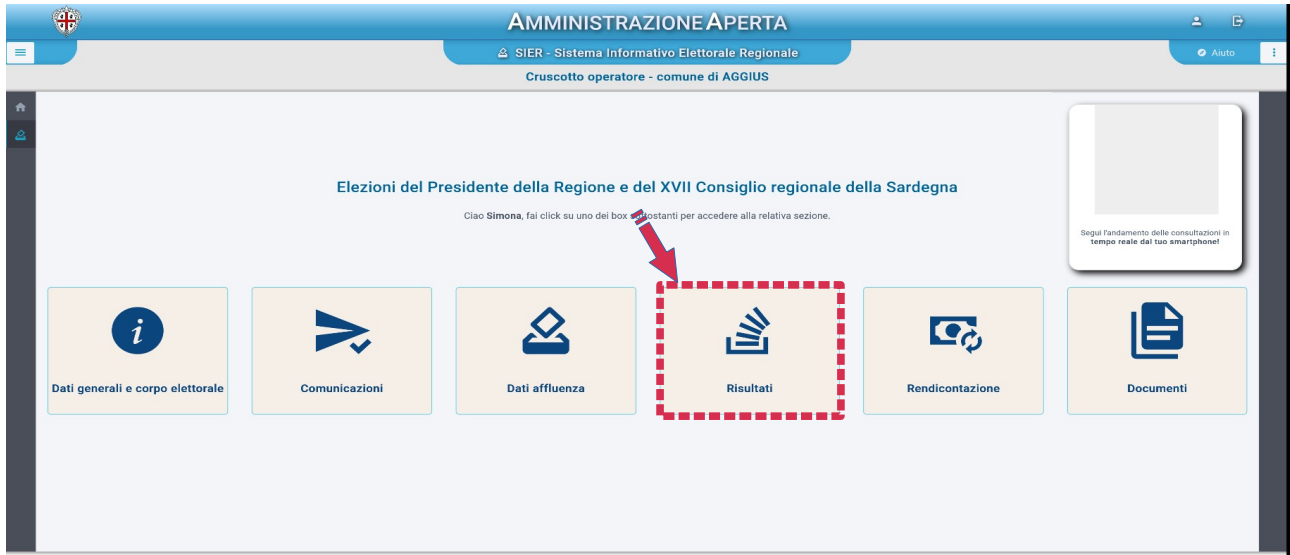 AMMINISTRAZIONE APERTA
SIER - Sistema Informativo Elettorale Regionale
Aiuto
Cruscotto operatore - comune di AGGIUS
Elezioni del Presidente della Regione e del XVII Consiglio regionale della Sardegna
Ciao Simona, fai click su uno dei box sottostanti per accedere alla relativa sezione.
Segui l'andamento delle consultazioni in
tempo reale dal tuo smartphone!
Dati generali e corpo elettorale
Comunicazioni
Dati affluenza
Risultati
Rendicontazione
Documenti